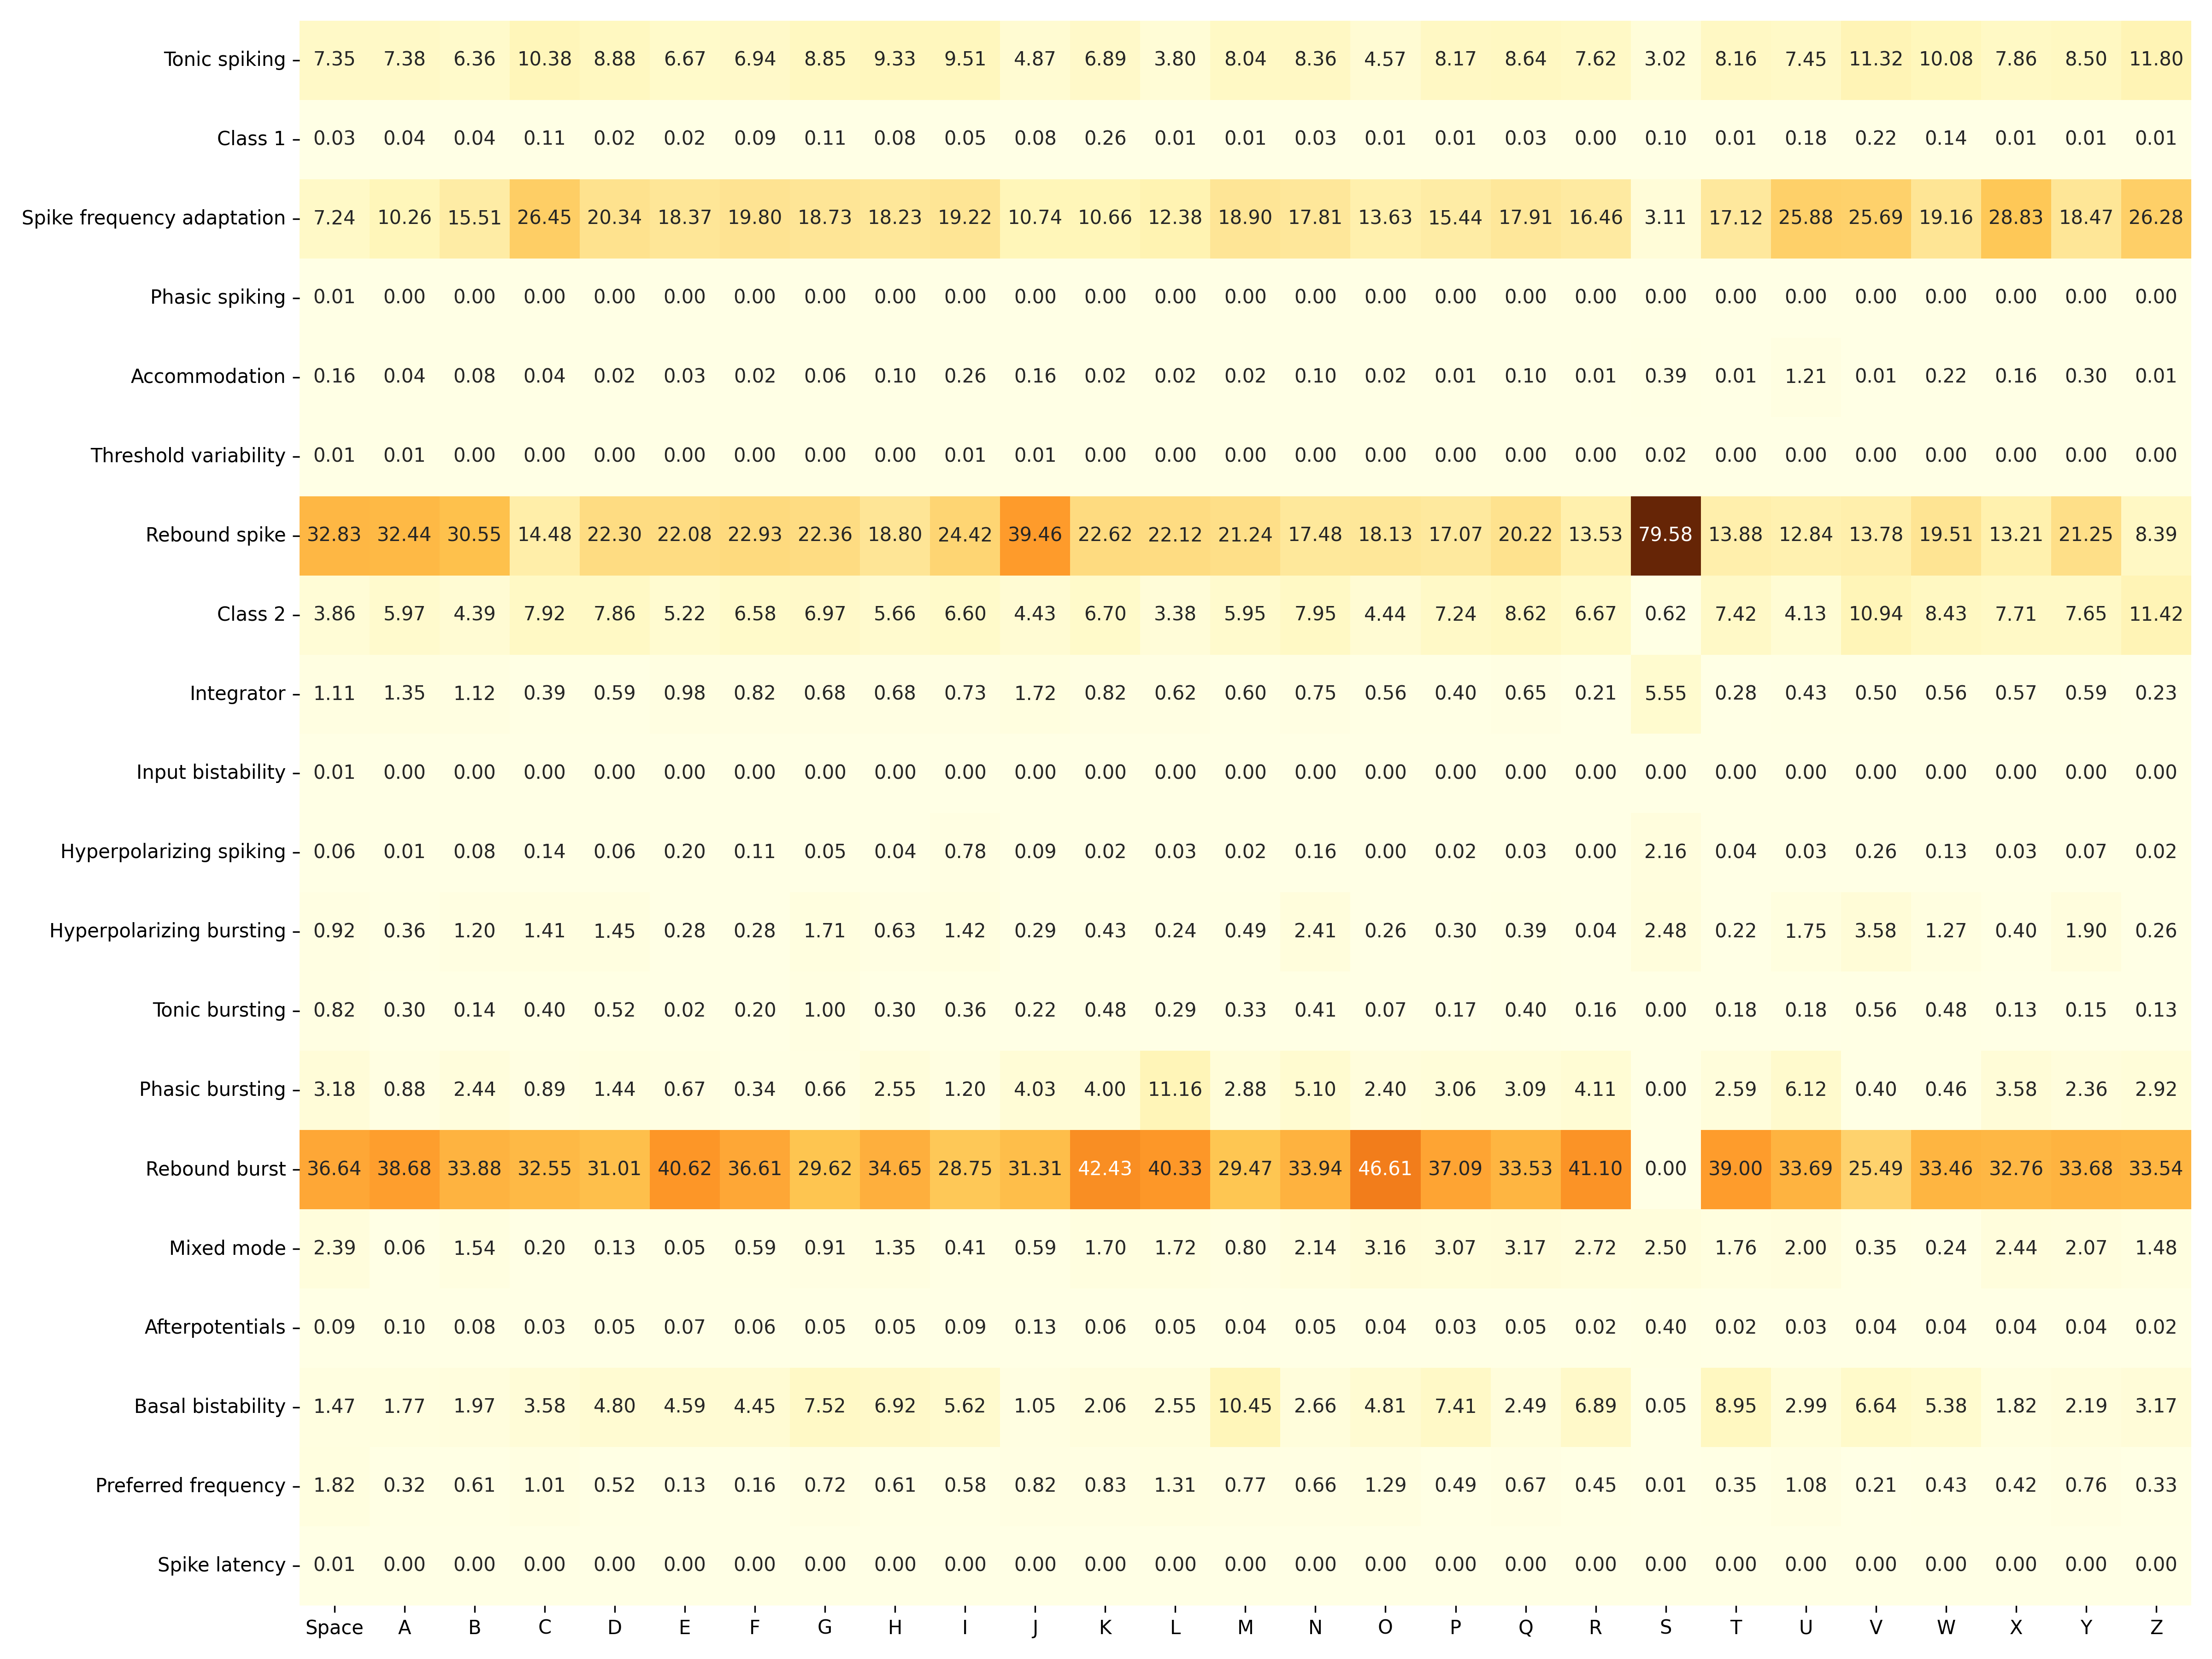 Tonic spiking 7.35 7.38 6.36 10.38 8.88 6.67 6.94 8.85 9.33 9.51 4.87 6.89 3.80 8.04 8.36 4.57 8.17 8.64 7.62 3.02 8.16 7.45 11.32 10.08 7.86 8.50 11.80
Class 1 0.03 0.04 0.04 0.11 0.02 0.02 0.09 0.11 0.08 0.05 0.08 0.26 0.01 0.01 0.03 0.01 0.01 0.03 0.00 0.10 0.01 0.18 0.22 0.14 0.01 0.01 0.01
Spike frequency adaptation 7.24 10.26 15.51 26.45 20.34 18.37 19.80 18.73 18.23 19.22 10.74 10.66 12.38 18.90 17.81 13.63 15.44 17.91 16.46 3.11 17.12 25.88 25.69 19.16 28.83 18.47 26.28
Phasic spiking 0.01 0.00 0.00 0.00 0.00 0.00 0.00 0.00 0.00 0.00 0.00 0.00 0.00 0.00 0.00 0.00 0.00 0.00 0.00 0.00 0.00 0.00 0.00 0.00 0.00 0.00 0.00
Accommodation 0.16 0.04 0.08 0.04 0.02 0.03 0.02 0.06 0.10 0.26 0.16 0.02 0.02 0.02 0.10 0.02 0.01 0.10 0.01 0.39 0.01 1.21 0.01 0.22 0.16 0.30 0.01
Threshold variability 0.01 0.01 0.00 0.00 0.00 0.00 0.00 0.00 0.00 0.01 0.01 0.00 0.00 0.00 0.00 0.00 0.00 0.00 0.00 0.02 0.00 0.00 0.00 0.00 0.00 0.00 0.00
Rebound spike 32.83 32.44 30.55 14.48 22.30 22.08 22.93 22.36 18.80 24.42 39.46 22.62 22.12 21.24 17.48 18.13 17.07 20.22 13.53 79.58 13.88 12.84 13.78 19.51 13.21 21.25 8.39
Class 2 3.86 5.97 4.39 7.92 7.86 5.22 6.58 6.97 5.66 6.60 4.43 6.70 3.38 5.95 7.95 4.44 7.24 8.62 6.67 0.62 7.42 4.13 10.94 8.43 7.71 7.65 11.42
Integrator 1.11 1.35 1.12 0.39 0.59 0.98 0.82 0.68 0.68 0.73 1.72 0.82 0.62 0.60 0.75 0.56 0.40 0.65 0.21 5.55 0.28 0.43 0.50 0.56 0.57 0.59 0.23
Input bistability 0.01 0.00 0.00 0.00 0.00 0.00 0.00 0.00 0.00 0.00 0.00 0.00 0.00 0.00 0.00 0.00 0.00 0.00 0.00 0.00 0.00 0.00 0.00 0.00 0.00 0.00 0.00
Hyperpolarizing spiking 0.06 0.01 0.08 0.14 0.06 0.20 0.11 0.05 0.04 0.78 0.09 0.02 0.03 0.02 0.16 0.00 0.02 0.03 0.00 2.16 0.04 0.03 0.26 0.13 0.03 0.07 0.02
Hyperpolarizing bursting 0.92 0.36 1.20 1.41 1.45 0.28 0.28 1.71 0.63 1.42 0.29 0.43 0.24 0.49 2.41 0.26 0.30 0.39 0.04 2.48 0.22 1.75 3.58 1.27 0.40 1.90 0.26
Tonic bursting 0.82 0.30 0.14 0.40 0.52 0.02 0.20 1.00 0.30 0.36 0.22 0.48 0.29 0.33 0.41 0.07 0.17 0.40 0.16 0.00 0.18 0.18 0.56 0.48 0.13 0.15 0.13
Phasic bursting 3.18 0.88 2.44 0.89 1.44 0.67 0.34 0.66 2.55 1.20 4.03 4.00 11.16 2.88 5.10 2.40 3.06 3.09 4.11 0.00 2.59 6.12 0.40 0.46 3.58 2.36 2.92
Rebound burst 36.64 38.68 33.88 32.55 31.01 40.62 36.61 29.62 34.65 28.75 31.31 42.43 40.33 29.47 33.94 46.61 37.09 33.53 41.10 0.00 39.00 33.69 25.49 33.46 32.76 33.68 33.54
Mixed mode 2.39 0.06 1.54 0.20 0.13 0.05 0.59 0.91 1.35 0.41 0.59 1.70 1.72 0.80 2.14 3.16 3.07 3.17 2.72 2.50 1.76 2.00 0.35 0.24 2.44 2.07 1.48
Afterpotentials 0.09 0.10 0.08 0.03 0.05 0.07 0.06 0.05 0.05 0.09 0.13 0.06 0.05 0.04 0.05 0.04 0.03 0.05 0.02 0.40 0.02 0.03 0.04 0.04 0.04 0.04 0.02
Basal bistability 1.47 1.77 1.97 3.58 4.80 4.59 4.45 7.52 6.92 5.62 1.05 2.06 2.55 10.45 2.66 4.81 7.41 2.49 6.89 0.05 8.95 2.99 6.64 5.38 1.82 2.19 3.17
Preferred frequency 1.82 0.32 0.61 1.01 0.52 0.13 0.16 0.72 0.61 0.58 0.82 0.83 1.31 0.77 0.66 1.29 0.49 0.67 0.45 0.01 0.35 1.08 0.21 0.43 0.42 0.76 0.33
Spike latency 0.01 0.00 0.00 0.00 0.00 0.00 0.00 0.00 0.00 0.00 0.00 0.00 0.00 0.00 0.00 0.00 0.00 0.00 0.00 0.00 0.00 0.00 0.00 0.00 0.00 0.00 0.00
Space A B C D E F G H I J K L M N O P Q R S T U V W X Y Z